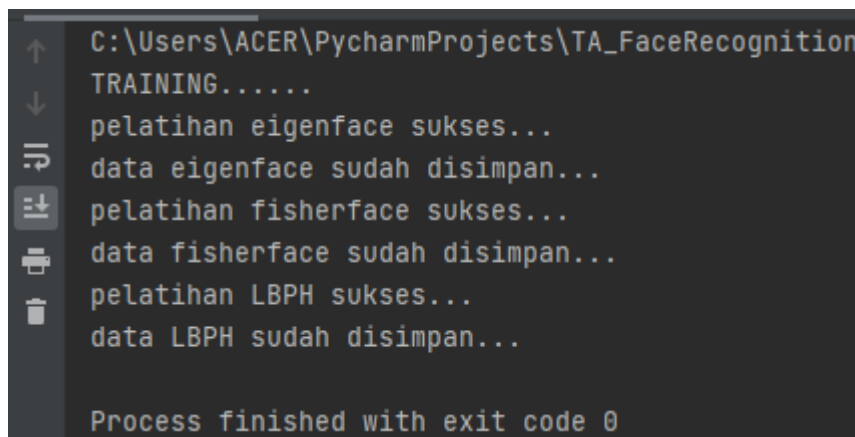 C:\Users\ACER\PycharmProjects\TA_FaceRecognition
TRAINING......
pelatihan eigenface sukses...
data eigenface sudah disimpan...
pelatihan fisherface sukses...
data fisherface sudah disimpan...
pelatihan LBPH sukses...
data LBPH sudah disimpan...
Process finished with exit code 0